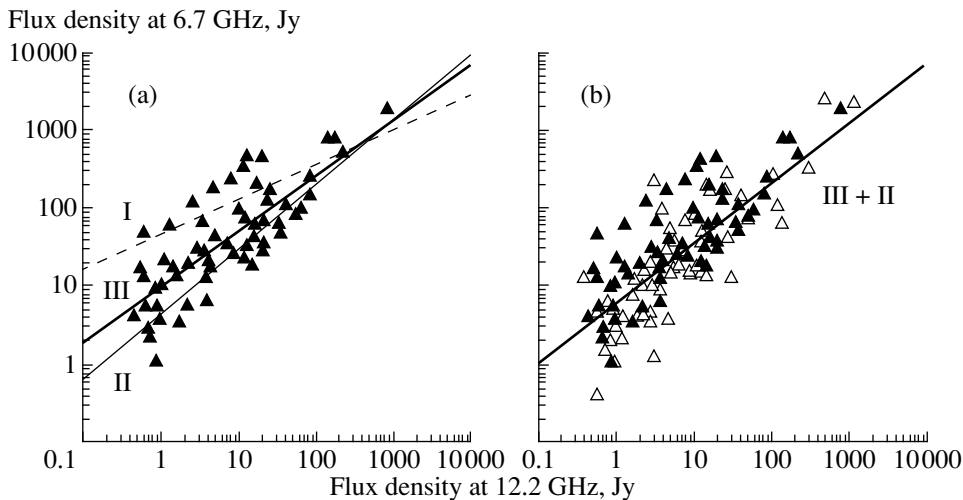 Flux density at 6.7 GHz, Jy
10000
(a)
(b)
1000
I
III + II
100
10
III
1
II
0.1
1
10
100
1000
10000
0.1
1
10
100
1000
10000
Flux density at 12.2 GHz, Jy